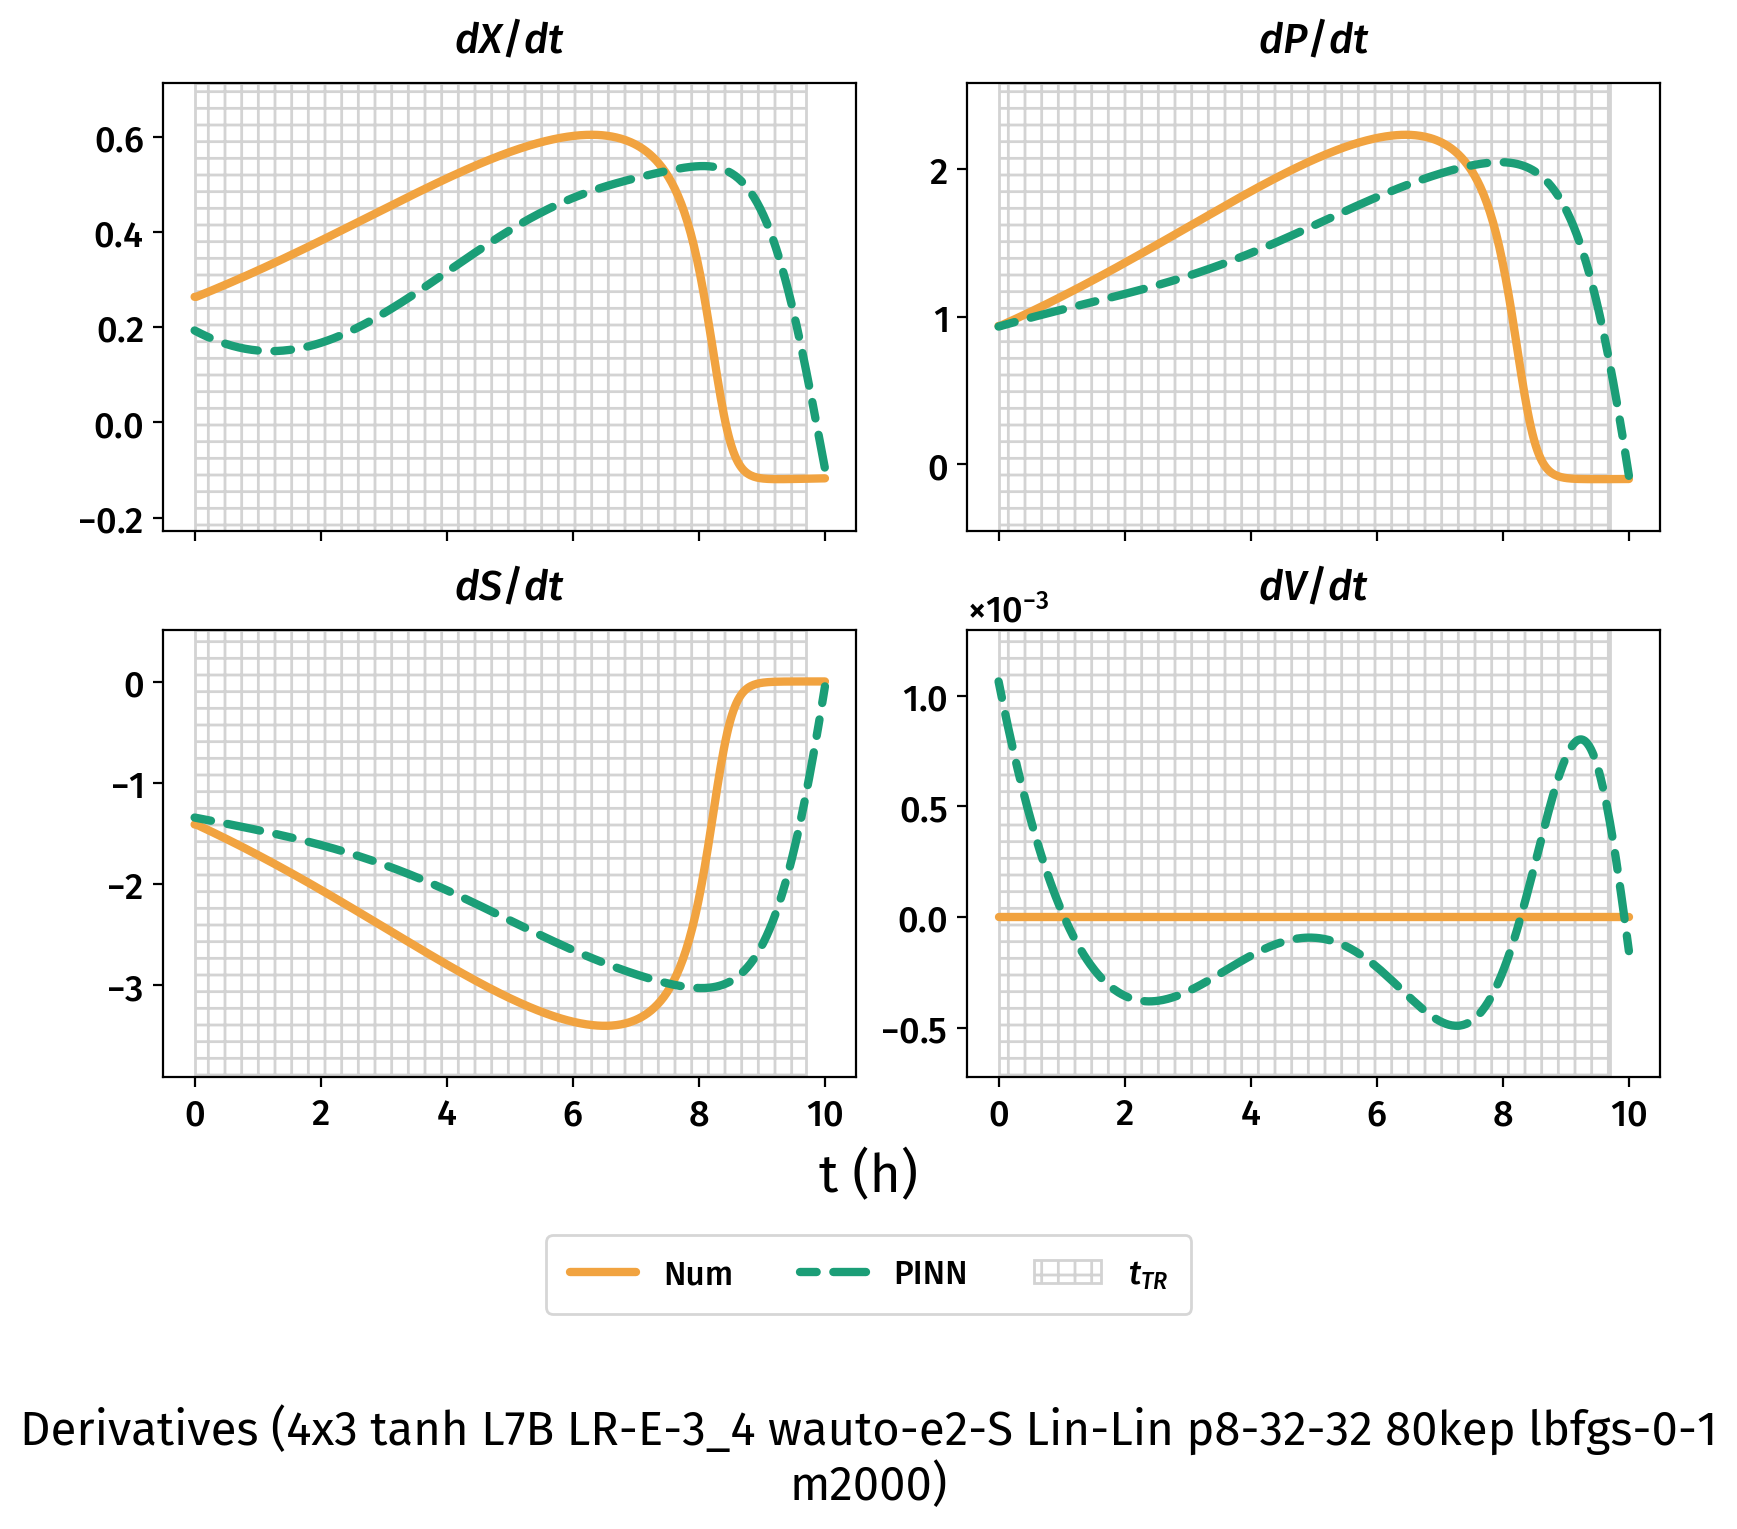 dX/dt
dP/dt
0.6
0.4
0.2
0.0
−0.2
2
1
0
dS/dt
dV/dt
×10⁻³
0
−1
−2
−3
1.0
0.5
0.0
−0.5
0 2 4 6 8 10
0 2 4 6 8 10
t (h)
Num PINN t_TR
Derivatives (4x3 tanh L7B LR-E-3_4 wauto-e2-S Lin-Lin p8-32-32 80kep lbfgs-0-1
m2000)